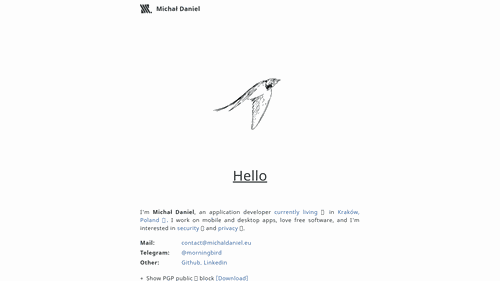 Michał Daniel
Hello
I'm Michał Daniel, an application developer currently living in Kraków,
Poland . I work on mobile and desktop apps, love free software, and I'm
interested in security and privacy .
Mail: contact@michaldaniel.eu
Telegram: @morningbird
Other: Github, Linkedin
Show PGP public block [Download]